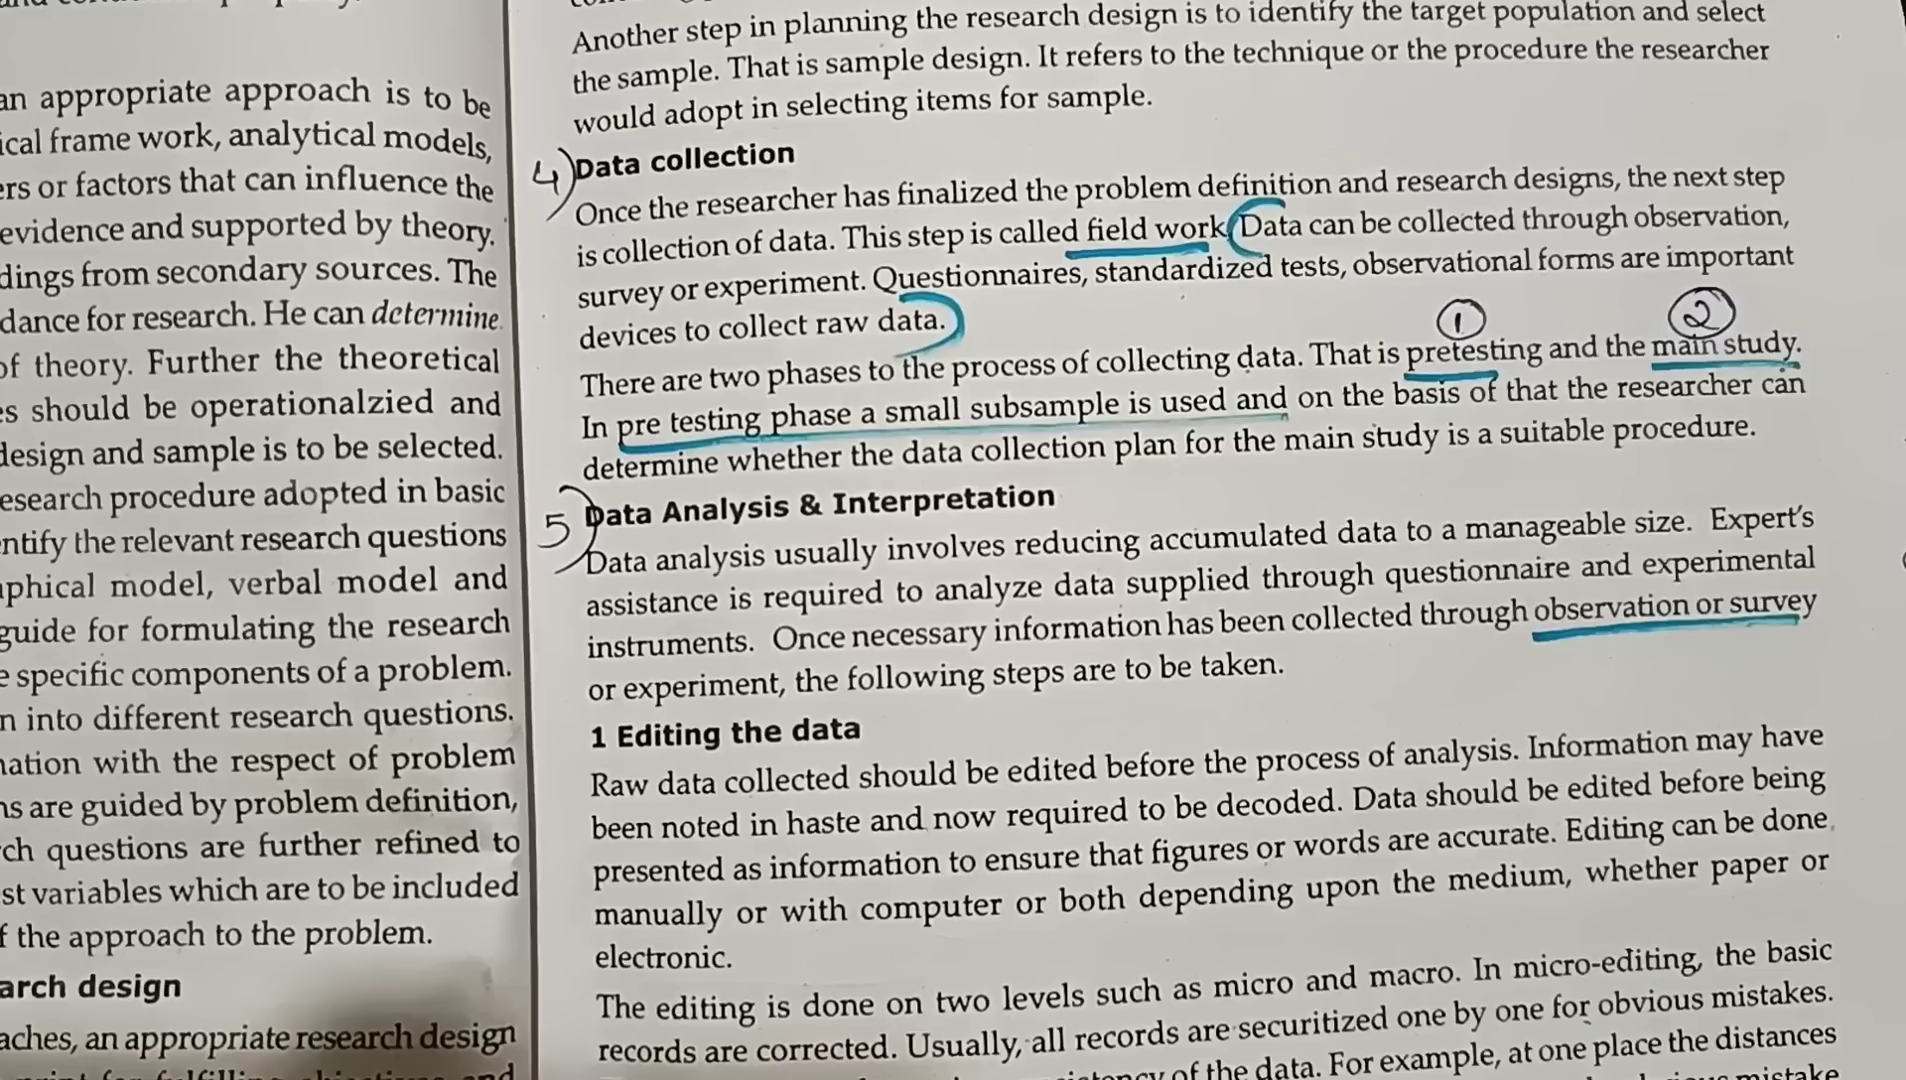 an appropriate approach is to be
ical frame work, analytical models,
ers or factors that can influence the
evidence and supported by theory.
dings from secondary sources. The
dance for research. He can determine
of theory. Further the theoretical
es should be operationalzied and
design and sample is to be selected.
esearch procedure adopted in basic
entify the relevant research questions
aphical model, verbal model and
guide for formulating the research
e specific components of a problem.
n into different research questions.
nation with the respect of problem
ns are guided by problem definition,
rch questions are further refined to
st variables which are to be included
f the approach to the problem.
arch design
aches, an appropriate research design
and
Another step in planning the research design is to identify the target population and select
the sample. That is sample design. It refers to the technique or the procedure the researcher
would adopt in selecting items for sample.
4) Data collection
Once the researcher has finalized the problem definition and research designs, the next step
is collection of data. This step is called field work. Data can be collected through observation,
survey or experiment. Questionnaires, standardized tests, observational forms are important
devices to collect raw data.
1 2
There are two phases to the process of collecting data. That is pretesting and the main study.
In pre testing phase a small subsample is used and on the basis of that the researcher can
determine whether the data collection plan for the main study is a suitable procedure.
5) Data Analysis & Interpretation
Data analysis usually involves reducing accumulated data to a manageable size. Expert's
assistance is required to analyze data supplied through questionnaire and experimental
instruments. Once necessary information has been collected through observation or survey
or experiment, the following steps are to be taken.
1 Editing the data
Raw data collected should be edited before the process of analysis. Information may have
been noted in haste and now required to be decoded. Data should be edited before being
presented as information to ensure that figures or words are accurate. Editing can be done
manually or with computer or both depending upon the medium, whether paper or
electronic.
The editing is done on two levels such as micro and macro. In micro-editing, the basic
records are corrected. Usually, all records are securitized one by one for obvious mistakes.
of the data. For example, at one place the distances
mistake